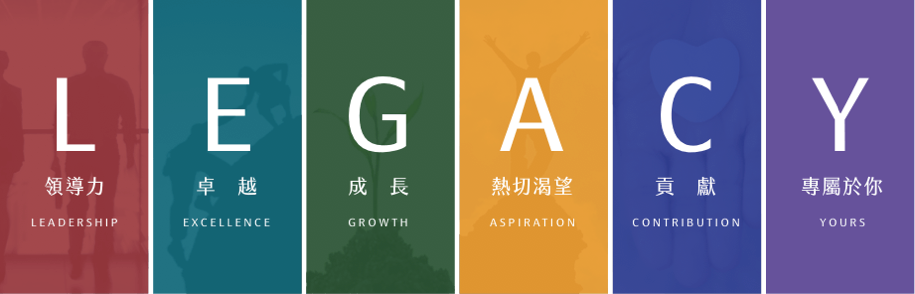 L
領導力
LEADERSHIP
E
卓 越
EXCELLENCE
G
成 長
GROWTH
A
熱切渴望
ASPIRATION
C
貢 獻
CONTRIBUTION
Y
專屬於你
YOURS